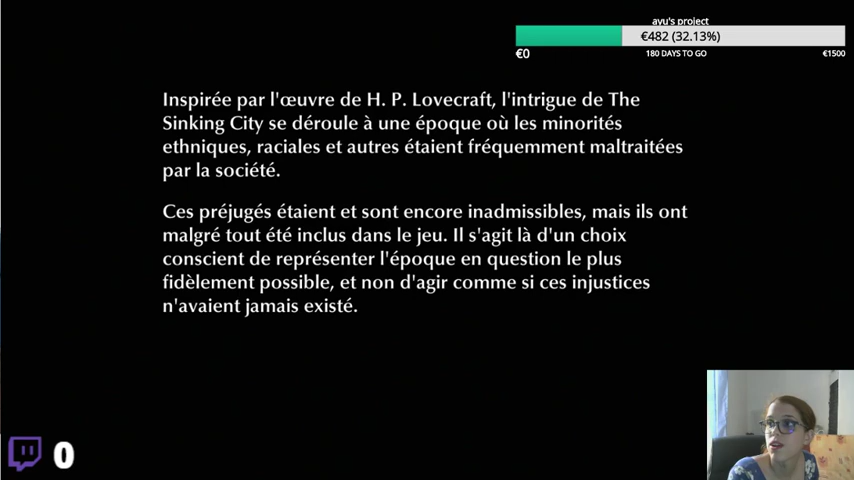 avu's project
€482 (32.13%)
€0
180 DAYS TO GO
€1500
Inspirée par l'œuvre de H. P. Lovecraft, l'intrigue de The
Sinking City se déroule à une époque où les minorités
ethniques, raciales et autres étaient fréquemment maltraitées
par la société.
Ces préjugés étaient et sont encore inadmissibles, mais ils ont
malgré tout été inclus dans le jeu. Il s'agit là d'un choix
conscient de représenter l'époque en question le plus
fidèlement possible, et non d'agir comme si ces injustices
n'avaient jamais existé.
0